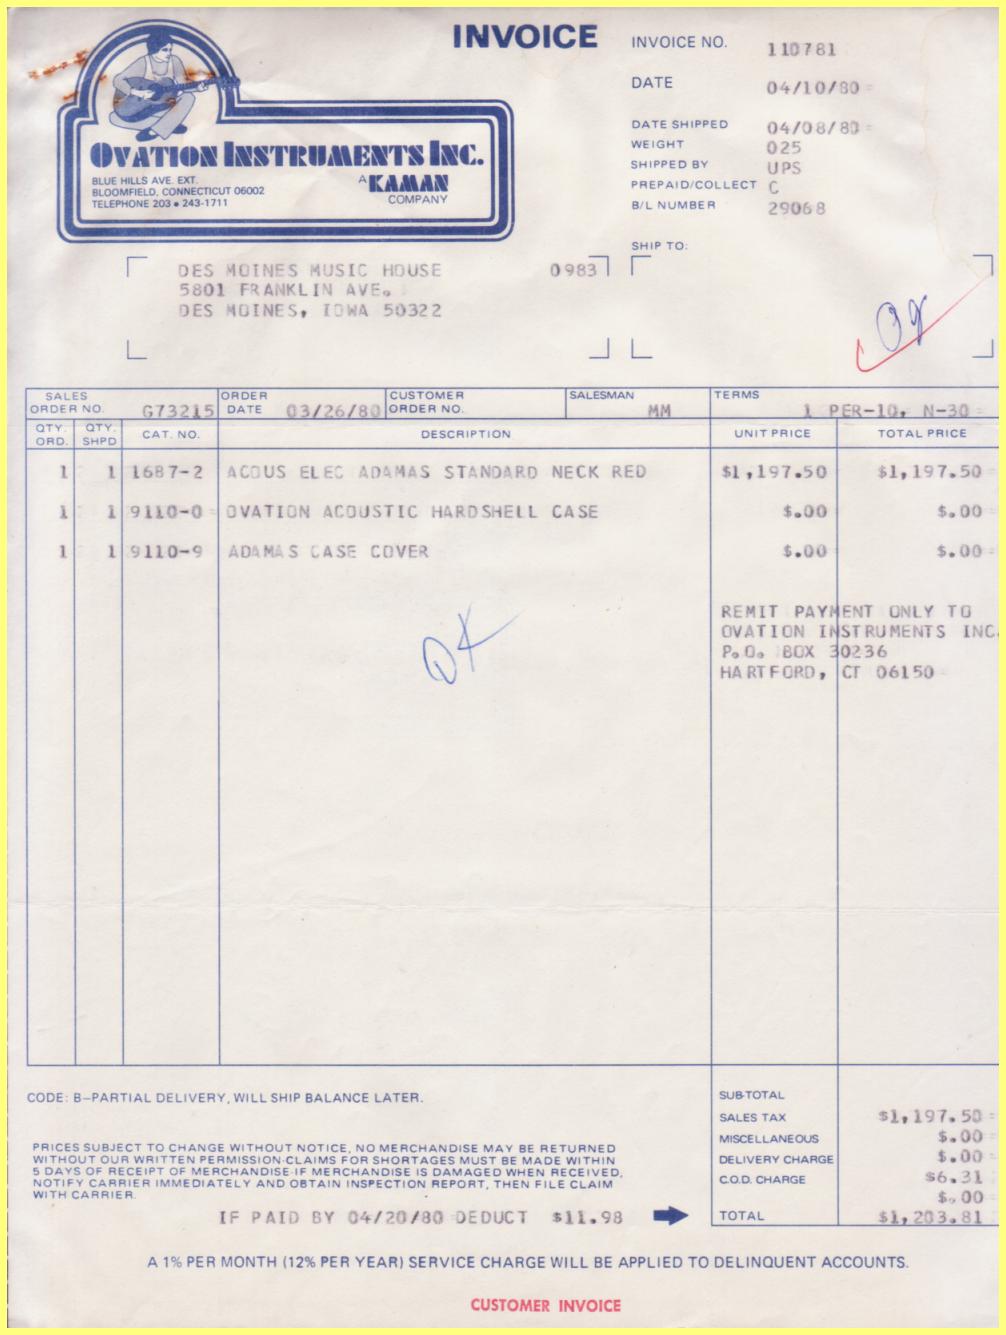 INVOICE
OVATION INSTRUMENTS INC.
BLUE HILLS AVE. EXT.
BLOOMFIELD, CONNECTICUT 06002
TELEPHONE 203 • 243-1711
A KAMAN
COMPANY
INVOICE NO. 110781
DATE 04/10/80
DATE SHIPPED 04/08/80
WEIGHT 025
SHIPPED BY UPS
PREPAID/COLLECT C
B/L NUMBER 29068
SHIP TO:
DES MOINES MUSIC HOUSE 0983
5801 FRANKLIN AVE.
DES MOINES, IOWA 50322
SALES ORDER NO. G73215 ORDER DATE 03/26/80 CUSTOMER ORDER NO. SALESMAN MM TERMS 1 PER-10, N-30
QTY. ORD. QTY. SHPD CAT. NO. DESCRIPTION UNIT PRICE TOTAL PRICE
1 1 1687-2 ACOUS ELEC ADAMAS STANDARD NECK RED $1,197.50 $1,197.50
1 1 9110-0 OVATION ACOUSTIC HARDSHELL CASE $.00 $.00
1 1 9110-9 ADAMAS CASE COVER $.00 $.00
REMIT PAYMENT ONLY TO
OVATION INSTRUMENTS INC.
P.O. BOX 30236
HARTFORD, CT 06150
OK
CODE: B-PARTIAL DELIVERY, WILL SHIP BALANCE LATER.
PRICES SUBJECT TO CHANGE WITHOUT NOTICE, NO MERCHANDISE MAY BE RETURNED
WITHOUT OUR WRITTEN PERMISSION-CLAIMS FOR SHORTAGES MUST BE MADE WITHIN
5 DAYS OF RECEIPT OF MERCHANDISE-IF MERCHANDISE IS DAMAGED WHEN RECEIVED,
NOTIFY CARRIER IMMEDIATELY AND OBTAIN INSPECTION REPORT, THEN FILE CLAIM
WITH CARRIER.
IF PAID BY 04/20/80 DEDUCT $11.98
SUB-TOTAL
SALES TAX $1,197.50
MISCELLANEOUS $.00
DELIVERY CHARGE $.00
C.O.D. CHARGE $6.31
$.00
TOTAL $1,203.81
A 1% PER MONTH (12% PER YEAR) SERVICE CHARGE WILL BE APPLIED TO DELINQUENT ACCOUNTS.
CUSTOMER INVOICE